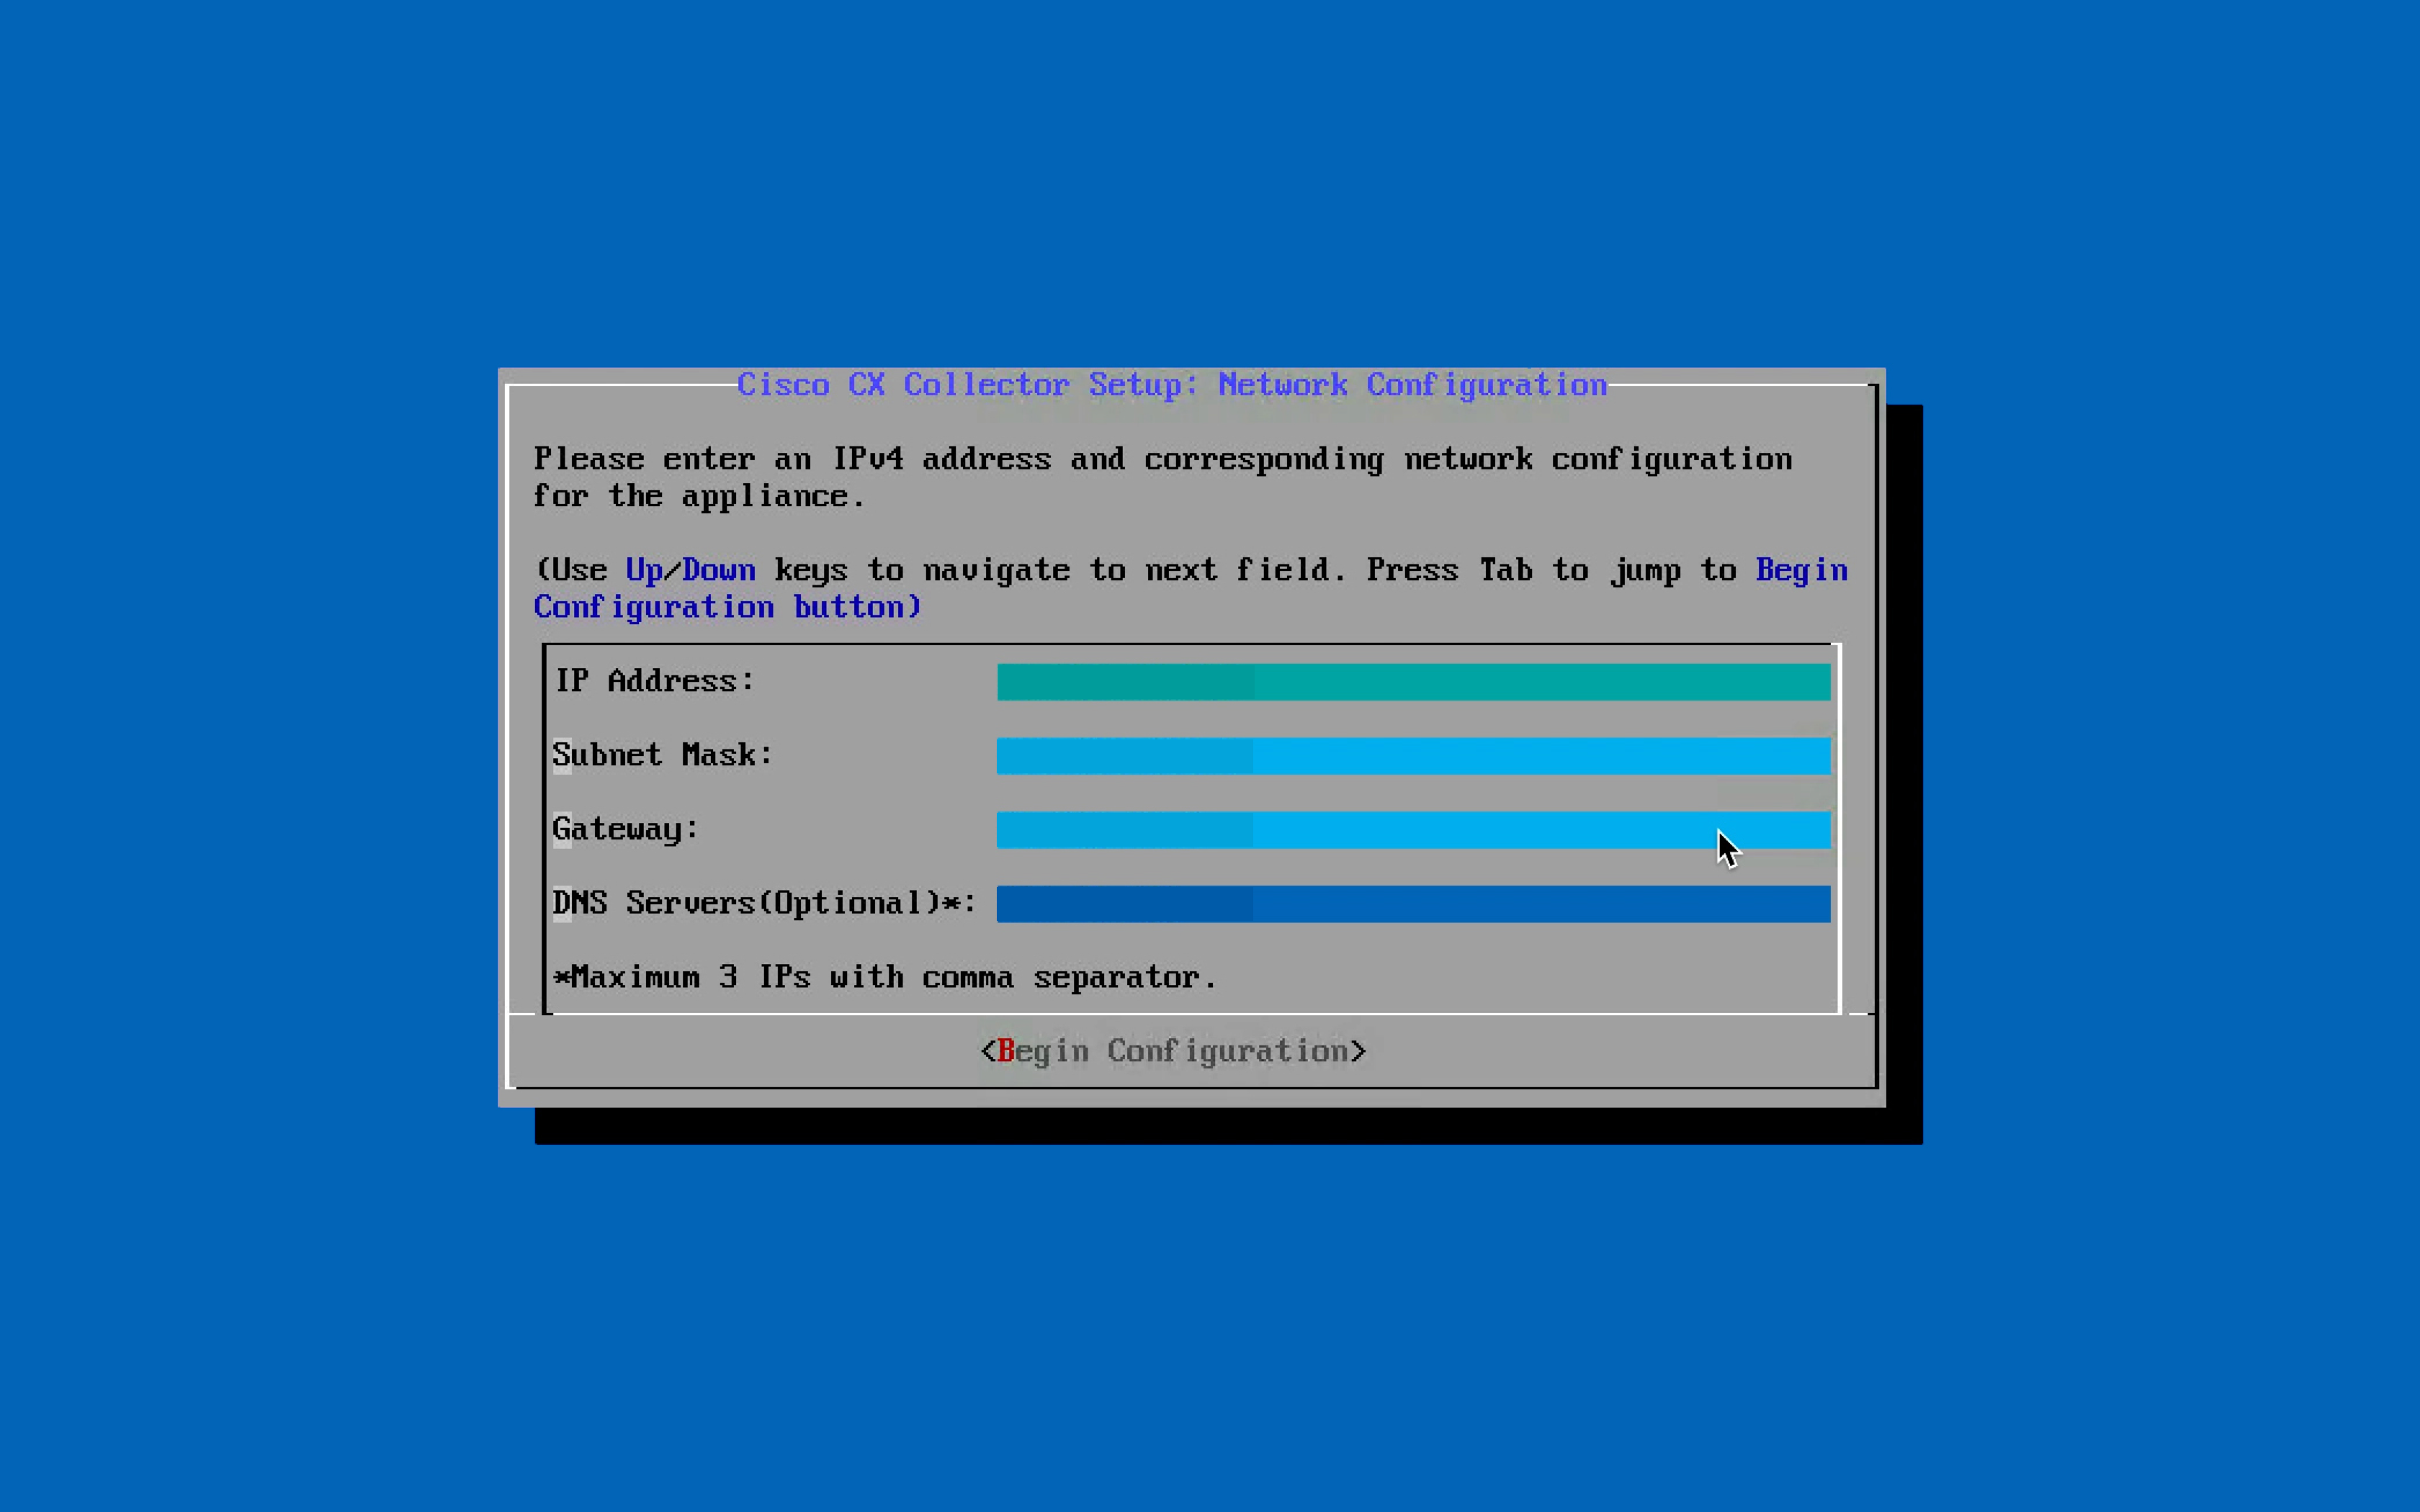 Cisco CX Collector Setup: Network Configuration
Please enter an IPv4 address and corresponding network configuration
for the appliance.
(Use Up/Down keys to navigate to next field. Press Tab to jump to Begin
Configuration button)
IP Address:
Subnet Mask:
Gateway:
DNS Servers(Optional)*:
*Maximum 3 IPs with comma separator.
<Begin Configuration>